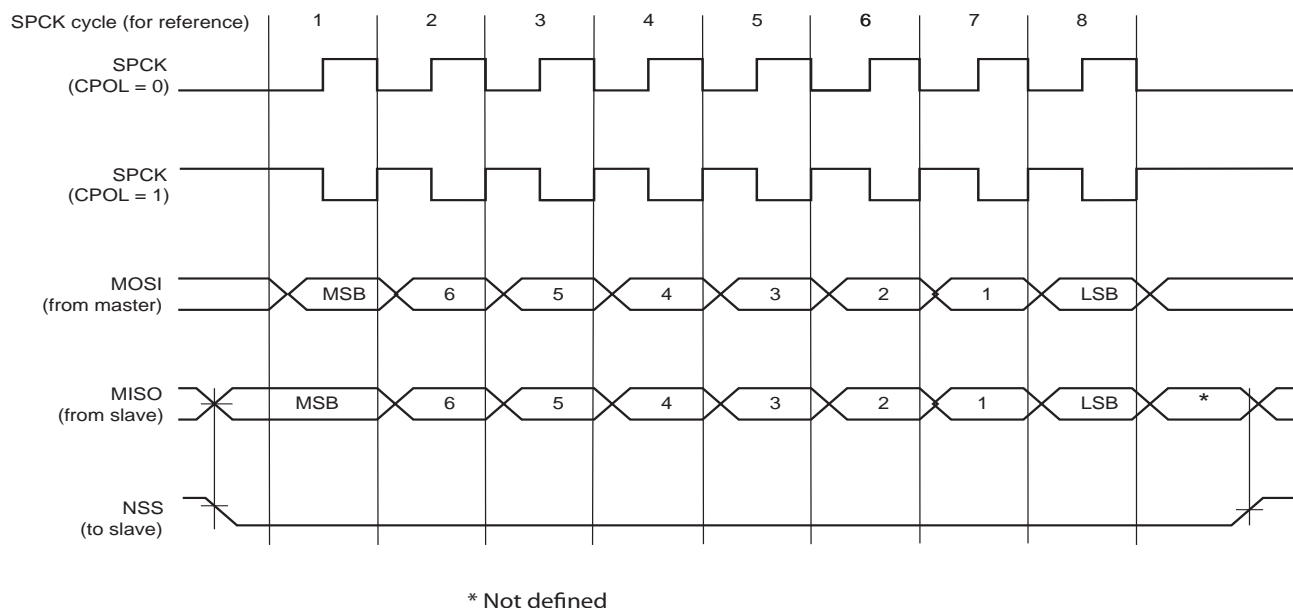 SPCK cycle (for reference) 1 2 3 4 5 6 7 8
SPCK
(CPOL = 0)
SPCK
(CPOL = 1)
MOSI
(from master)
MSB 6 5 4 3 2 1 LSB
MISO
(from slave)
MSB 6 5 4 3 2 1 LSB *
NSS
(to slave)
* Not defined